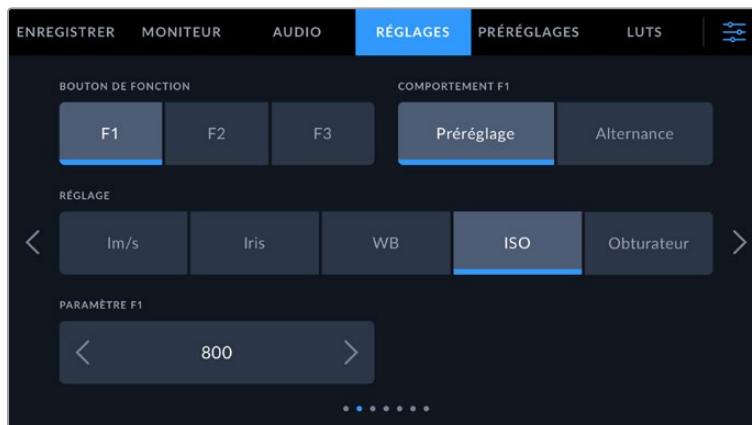 ENREGISTRER MONITEUR AUDIO RÉGLAGES PRÉRÉGLAGES LUTS
BOUTON DE FONCTION COMPORTEMENT F1
F1 F2 F3 Préréglage Alternance
RÉGLAGE
Im/s Iris WB ISO Obturateur
PARAMÈTRE F1
800